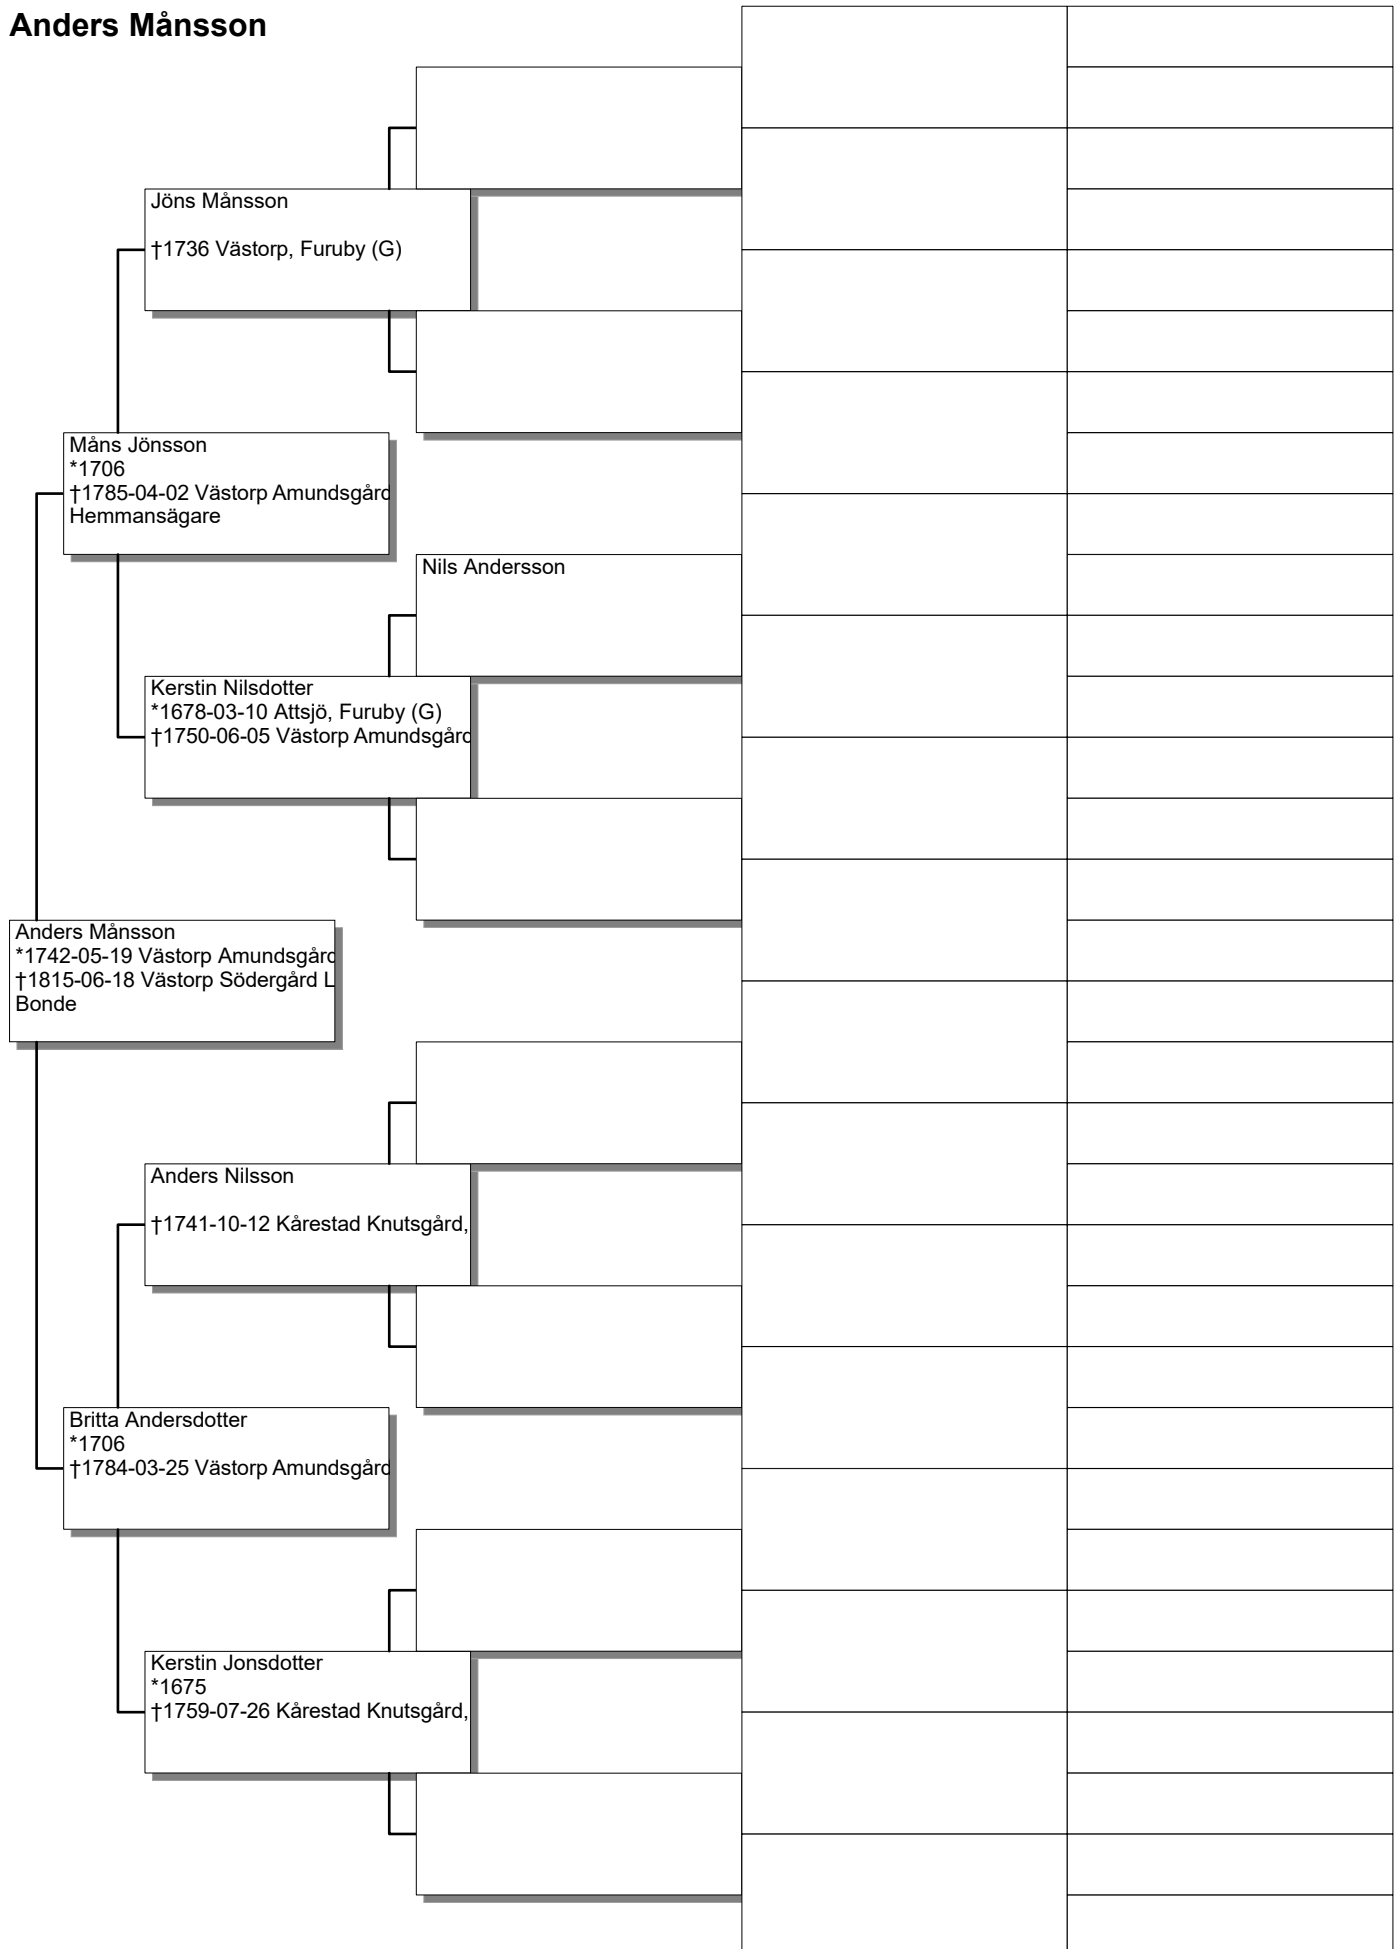 Anders Månsson
Jöns Månsson
†1736 Västorp, Furuby (G)
Måns Jönsson
*1706
†1785-04-02 Västorp Amundsgård
Hemmansägare
Nils Andersson
Kerstin Nilsdotter
*1678-03-10 Attsjö, Furuby (G)
†1750-06-05 Västorp Amundsgård
Anders Månsson
*1742-05-19 Västorp Amundsgård
†1815-06-18 Västorp Södergård L
Bonde
Anders Nilsson
†1741-10-12 Kårestad Knutsgård,
Britta Andersdotter
*1706
†1784-03-25 Västorp Amundsgård
Kerstin Jonsdotter
*1675
†1759-07-26 Kårestad Knutsgård,